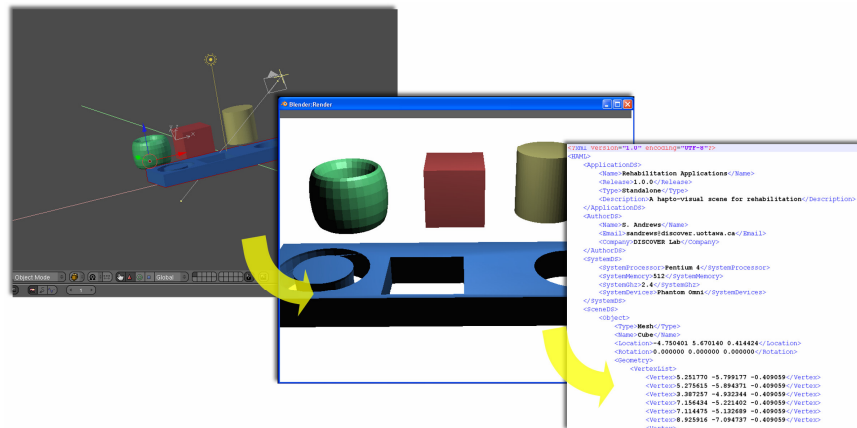 Object Mode
Global
Blender:Render
<?xml version="1.0" encoding="UTF-8"?>
<HAML>
<ApplicationDS>
<Name>Rehabilitation Applications</Name>
<Release>1.0.0</Release>
<Type>Standalone</Type>
<Description>A hapto-visual scene for rehabilitation</Description>
</ApplicationDS>
<AuthorDS>
<Name>S. Andrews</Name>
<Email>sandrews@discover.uottawa.ca</Email>
<Company>DISCOVER Lab</Company>
</AuthorDS>
<SystemDS>
<SystemProcessor>Pentium 4</SystemProcessor>
<SystemMemory>512</SystemMemory>
<SystemGhz>2.4</SystemGhz>
<SystemDevices>Phantom Omni</SystemDevices>
</SystemDS>
<SceneDS>
<Object>
<Type>Mesh</Type>
<Name>Cube</Name>
<Location>-4.750401 5.670140 0.414424</Location>
<Rotation>0.000000 0.000000 0.000000</Rotation>
<Geometry>
<VertexList>
<Vertex>5.251770 -5.799177 -0.409059</Vertex>
<Vertex>5.275615 -5.894371 -0.409059</Vertex>
<Vertex>3.387257 -4.932344 -0.409059</Vertex>
<Vertex>7.156434 -5.221402 -0.409059</Vertex>
<Vertex>7.114475 -5.132689 -0.409059</Vertex>
<Vertex>8.925916 -7.094737 -0.409059</Vertex>